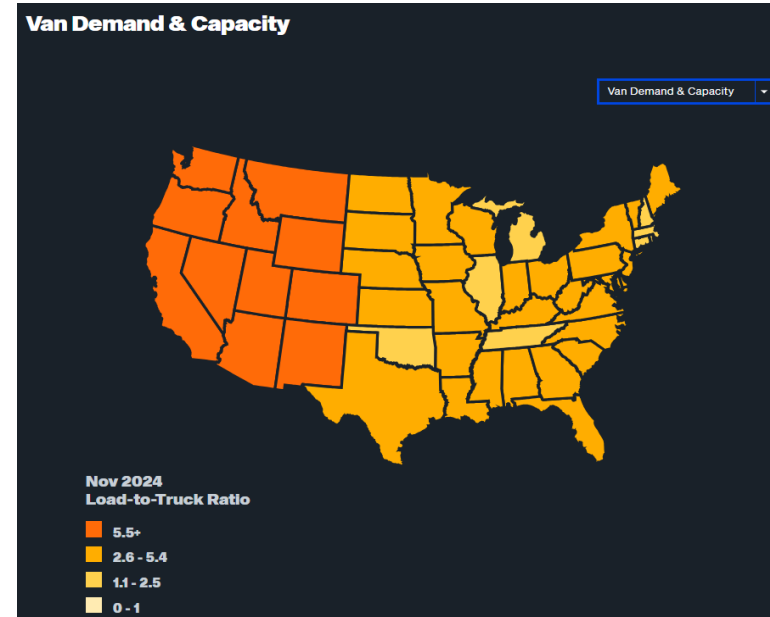 Van Demand & Capacity
Van Demand & Capacity
Nov 2024
Load-to-Truck Ratio
5.5+
2.6 - 5.4
1.1 - 2.5
0 - 1